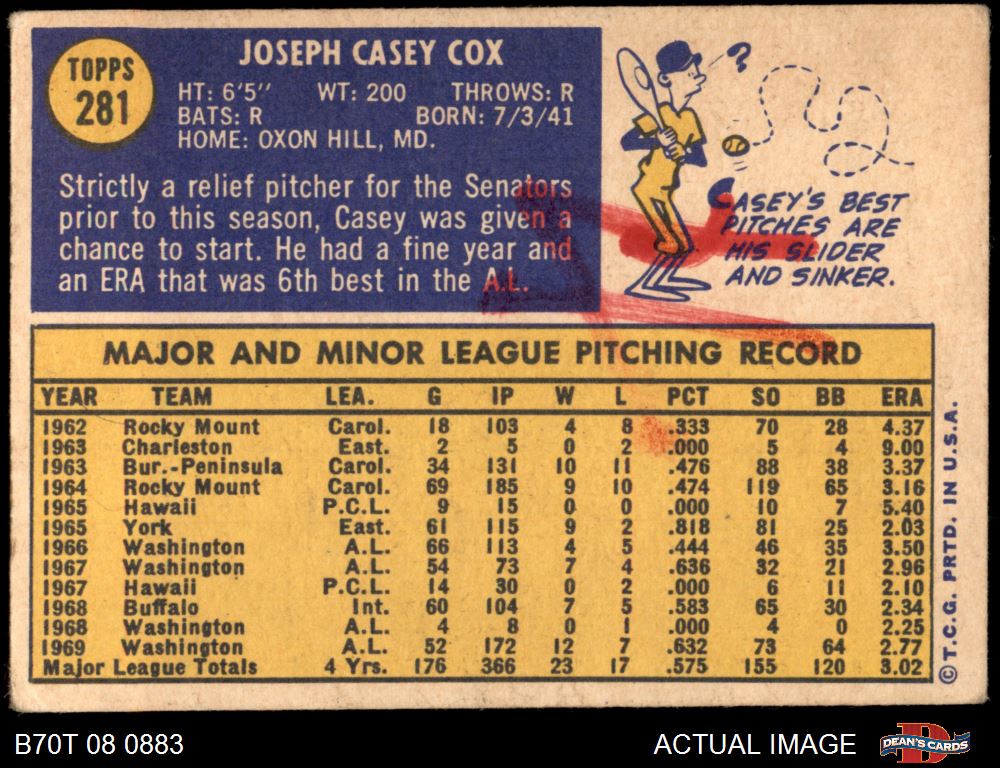 TOPPS
281
JOSEPH CASEY COX
HT: 6'5" WT: 200 THROWS: R
BATS: R BORN: 7/3/41
HOME: OXON HILL, MD.
Strictly a relief pitcher for the Senators
prior to this season, Casey was given a
chance to start. He had a fine year and
an ERA that was 6th best in the A.L.
?
CASEY'S BEST
PITCHES ARE
HIS SLIDER
AND SINKER.
MAJOR AND MINOR LEAGUE PITCHING RECORD
YEAR TEAM LEA. G IP W L PCT SO BB ERA
1962 Rocky Mount Carol. 18 103 4 8 .333 70 28 4.37
1963 Charleston East. 2 5 0 2 .000 5 4 9.00
1963 Bur.-Peninsula Carol. 34 131 10 11 .476 88 38 3.37
1964 Rocky Mount Carol. 69 185 9 10 .474 119 65 3.16
1965 Hawaii P.C.L. 9 15 0 0 .000 10 7 5.40
1965 York East. 61 115 9 2 .818 81 25 2.03
1966 Washington A.L. 66 113 4 5 .444 46 35 3.50
1967 Washington A.L. 54 73 7 4 .636 32 21 2.96
1967 Hawaii P.C.L. 14 30 0 2 .000 6 11 2.10
1968 Buffalo Int. 60 104 7 5 .583 65 30 2.34
1968 Washington A.L. 4 8 0 1 .000 4 0 2.25
1969 Washington A.L. 52 172 12 7 .632 73 64 2.77
Major League Totals 4 Yrs. 176 366 23 17 .575 155 120 3.02
© T.C.G. PRTD. IN U.S.A.
B70T 08 0883
ACTUAL IMAGE
DEAN'S CARDS